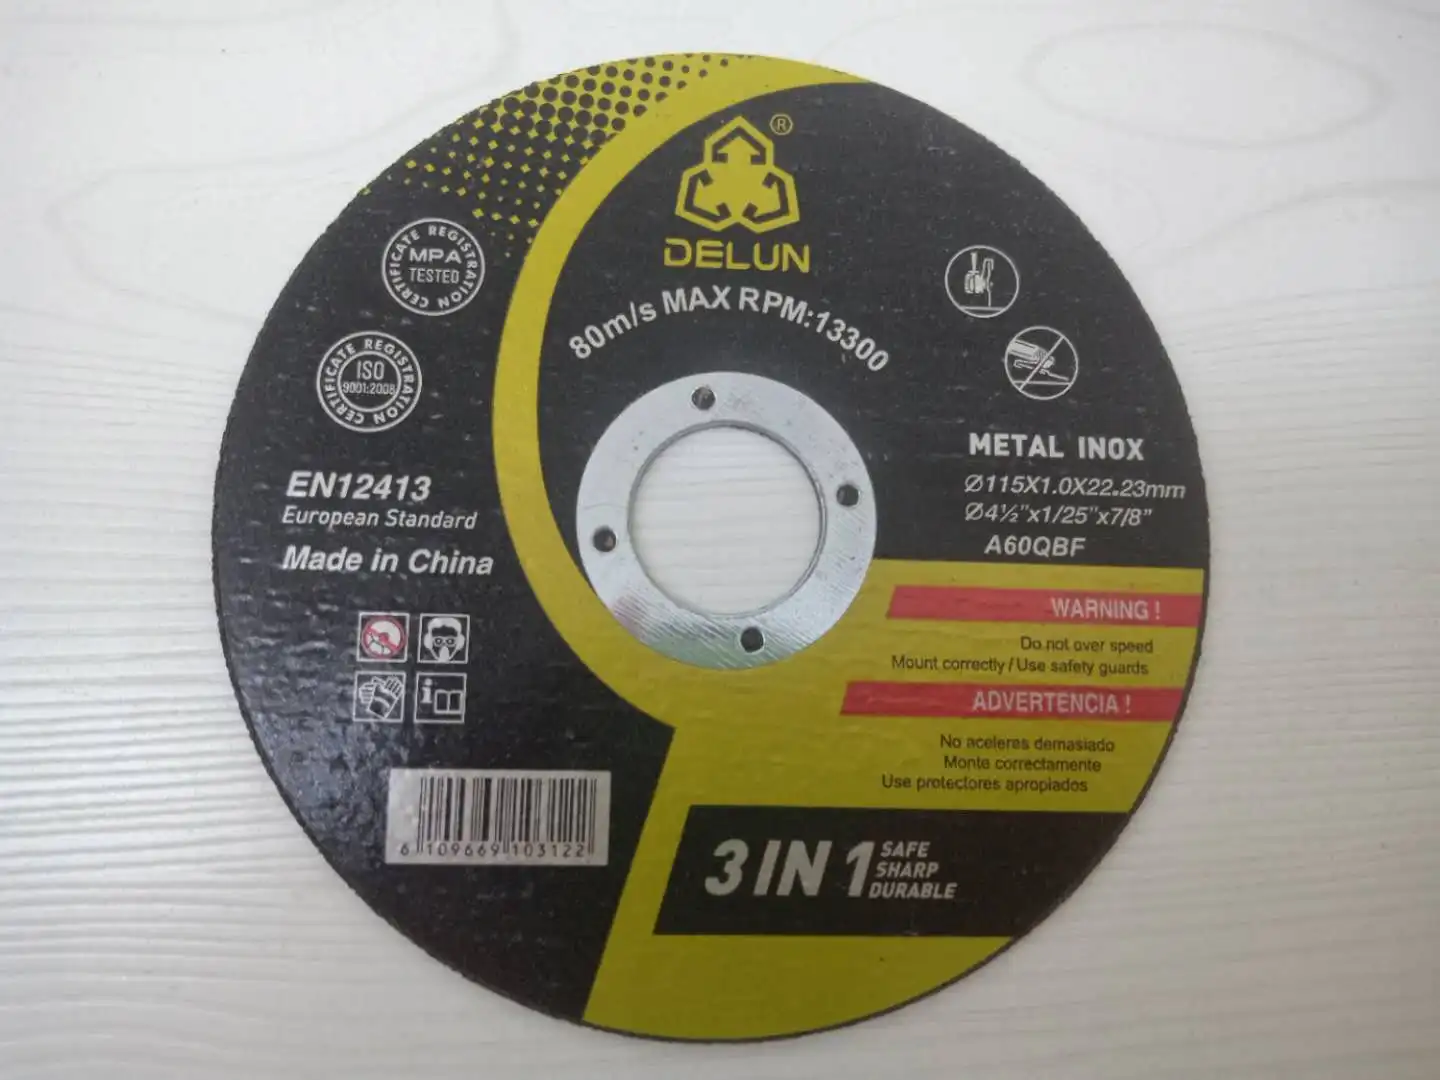 ®
DELUN
80m/s MAX RPM:13300
CERTIFICATE REGISTRATION
MPA
TESTED
CERTIFICATE REGISTRATION
ISO
9001:2008
EN12413
European Standard
Made in China
METAL INOX
Ø115X1.0X22.23mm
Ø4½"x1/25"x7/8"
A60QBF
WARNING !
Do not over speed
Mount correctly / Use safety guards
ADVERTENCIA !
No aceleres demasiado
Monte correctamente
Use protectores apropiados
i
6 109669 103122
3 IN 1
SAFE
SHARP
DURABLE